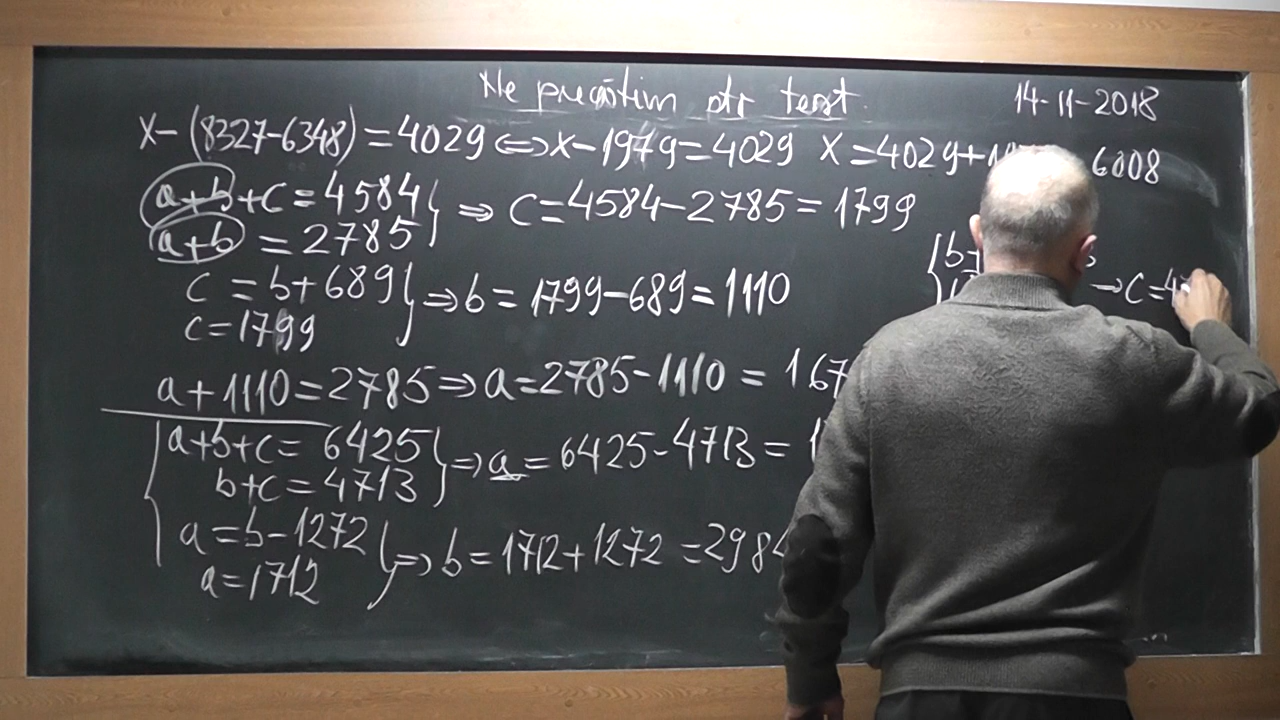 Ne pregătim ptr test.
14-11-2018
X-(8327-6348)=4029⇔X-1979=4029 X=4029+1 6008
a+b+c=4584
a+b=2785
⇒ C=4584-2785=1799
c=b+689
c=1799
⇒b=1799-689=1110
a+1110=2785⇒a=2785-1110=167
a+b+c=6425
b+c=4713
⇒a=6425-4713=1
a=b-1272
a=1712
⇒b=1712+1272=2984
b+
→C=4